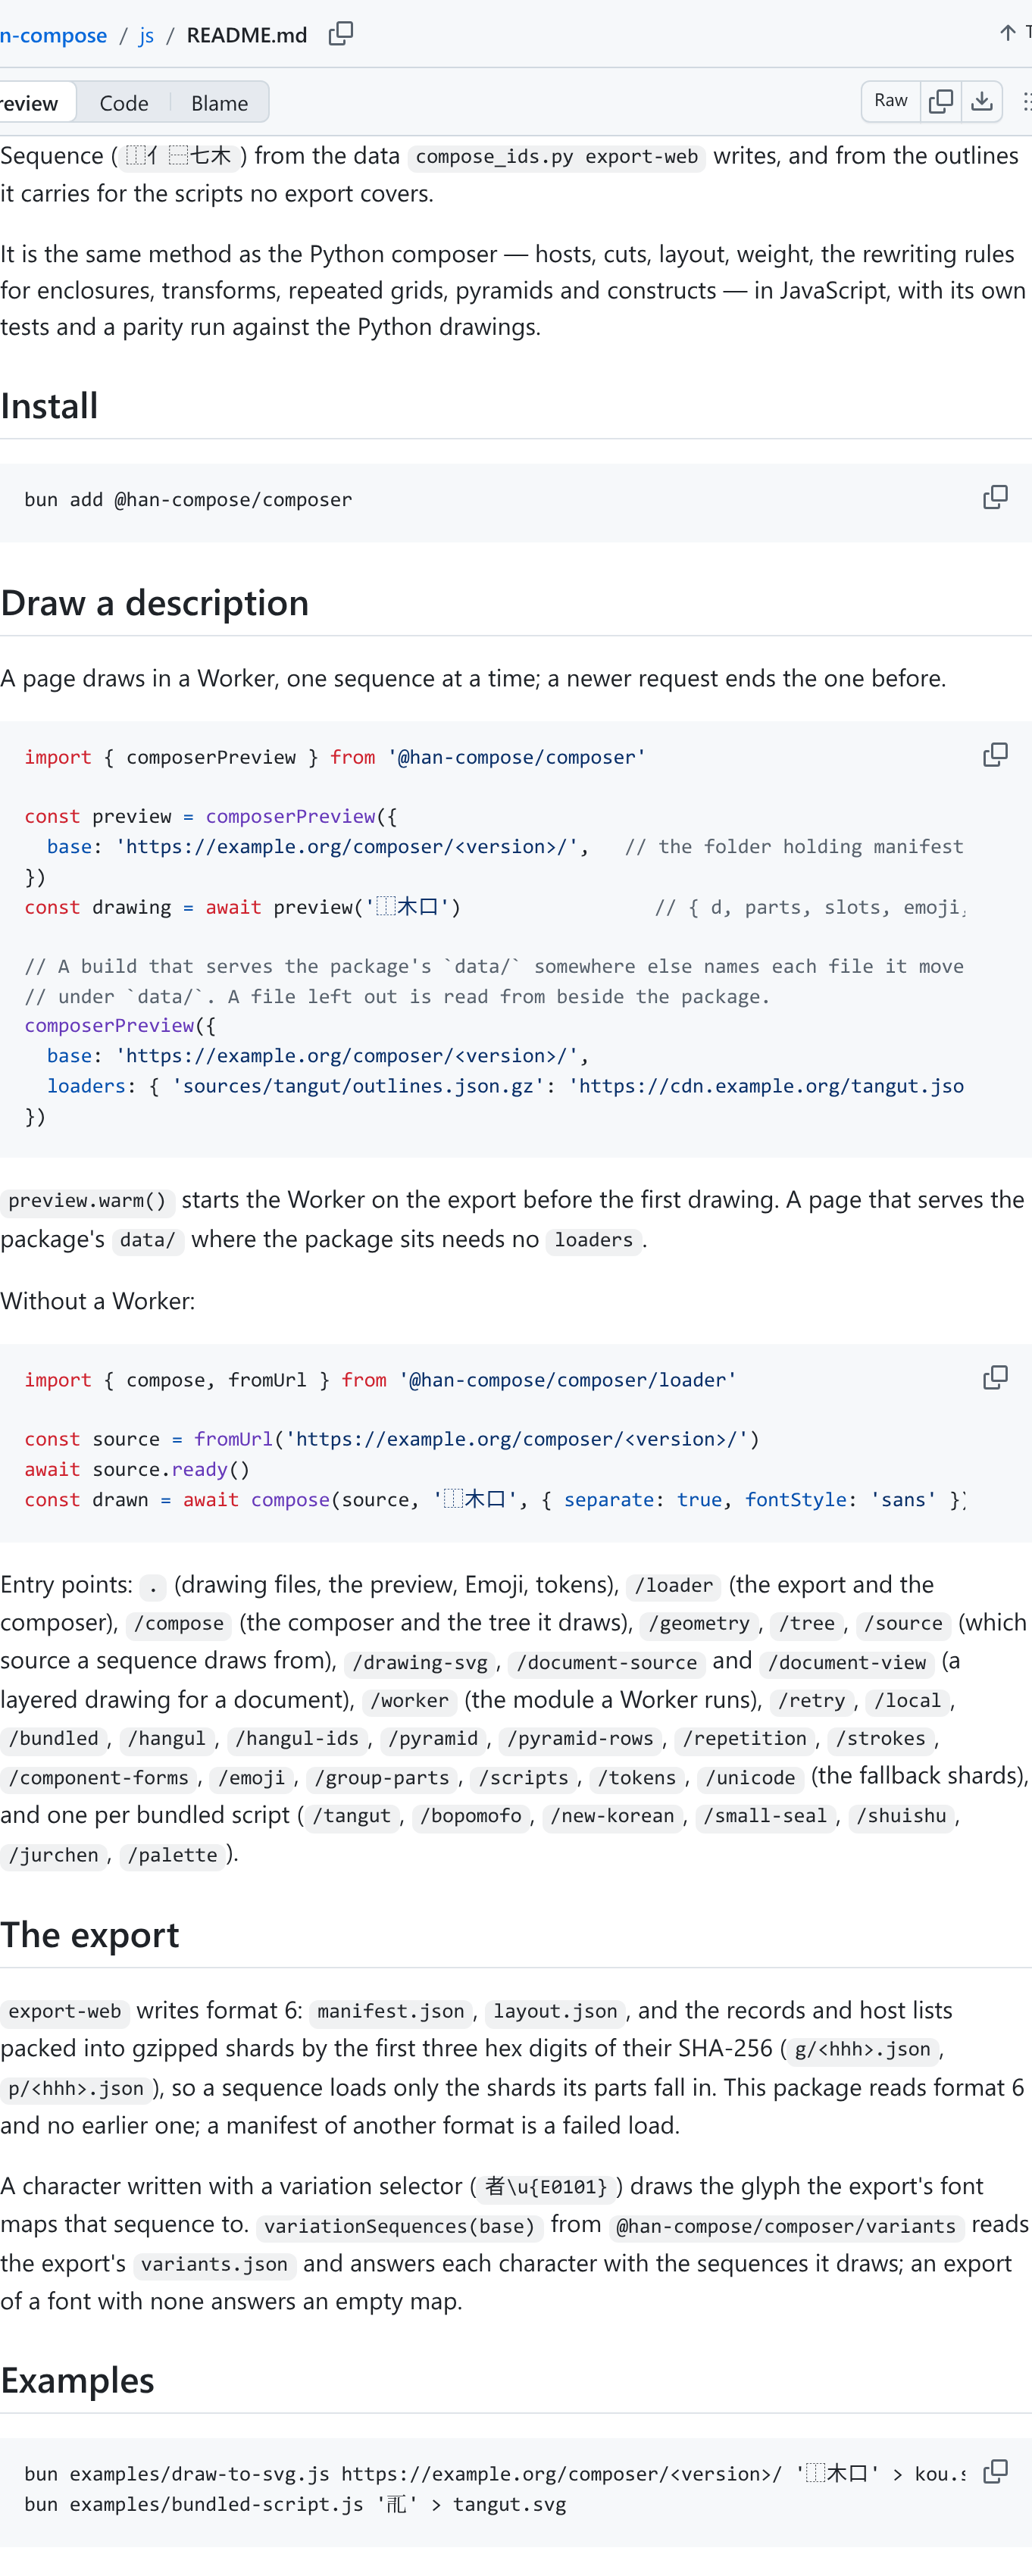 n-compose / js / README.md
review Code Blame Raw
Sequence ( ⿰亻⿱七木 ) from the data compose_ids.py export-web writes, and from the outlines
it carries for the scripts no export covers.
It is the same method as the Python composer — hosts, cuts, layout, weight, the rewriting rules
for enclosures, transforms, repeated grids, pyramids and constructs — in JavaScript, with its own
tests and a parity run against the Python drawings.
Install
bun add @han-compose/composer
Draw a description
A page draws in a Worker, one sequence at a time; a newer request ends the one before.
import { composerPreview } from '@han-compose/composer'
const preview = composerPreview({
  base: 'https://example.org/composer/<version>/',   // the folder holding manifest
})
const drawing = await preview('⿰木口')                 // { d, parts, slots, emoji,
// A build that serves the package's `data/` somewhere else names each file it move
// under `data/`. A file left out is read from beside the package.
composerPreview({
  base: 'https://example.org/composer/<version>/',
  loaders: { 'sources/tangut/outlines.json.gz': 'https://cdn.example.org/tangut.jso
})
preview.warm() starts the Worker on the export before the first drawing. A page that serves the
package's data/ where the package sits needs no loaders .
Without a Worker:
import { compose, fromUrl } from '@han-compose/composer/loader'
const source = fromUrl('https://example.org/composer/<version>/')
await source.ready()
const drawn = await compose(source, '⿰木口', { separate: true, fontStyle: 'sans' })
Entry points: . (drawing files, the preview, Emoji, tokens), /loader (the export and the
composer), /compose (the composer and the tree it draws), /geometry , /tree , /source (which
source a sequence draws from), /drawing-svg , /document-source and /document-view (a
layered drawing for a document), /worker (the module a Worker runs), /retry , /local ,
/bundled , /hangul , /hangul-ids , /pyramid , /pyramid-rows , /repetition , /strokes ,
/component-forms , /emoji , /group-parts , /scripts , /tokens , /unicode (the fallback shards),
and one per bundled script ( /tangut , /bopomofo , /new-korean , /small-seal , /shuishu ,
/jurchen , /palette ).
The export
export-web writes format 6: manifest.json , layout.json , and the records and host lists
packed into gzipped shards by the first three hex digits of their SHA-256 ( g/<hhh>.json ,
p/<hhh>.json ), so a sequence loads only the shards its parts fall in. This package reads format 6
and no earlier one; a manifest of another format is a failed load.
A character written with a variation selector ( 者\u{E0101} ) draws the glyph the export's font
maps that sequence to. variationSequences(base) from @han-compose/composer/variants reads
the export's variants.json and answers each character with the sequences it draws; an export
of a font with none answers an empty map.
Examples
bun examples/draw-to-svg.js https://example.org/composer/<version>/ '⿰木口' > kou.s
bun examples/bundled-script.js '' > tangut.svg